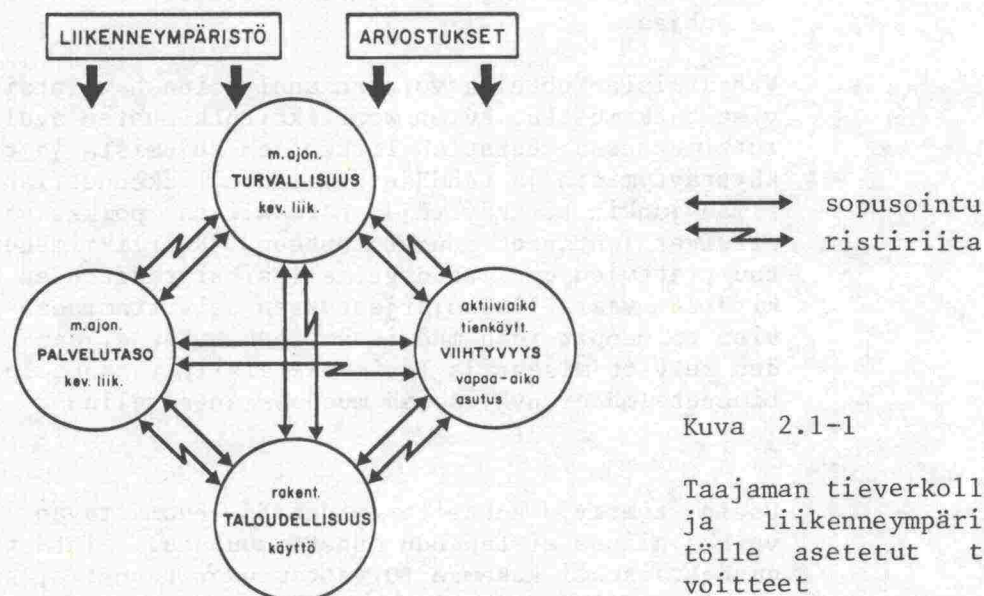 LIIKENNEYMPÄRISTÖ
ARVOSTUKSET
m.ajon.
TURVALLISUUS
kev. liik.
sopusointu
ristiriita
m.ajon.
PALVELUTASO
kev. liik.
aktiiviaika
tienkäytt.
VIIHTYVYYS
vapaa-aika
asutus
rakent.
TALOUDELLISUUS
käyttö
Kuva 2.1-1
Taajaman tieverkoll
ja liikenneympäri
tölle asetetut t
voitteet